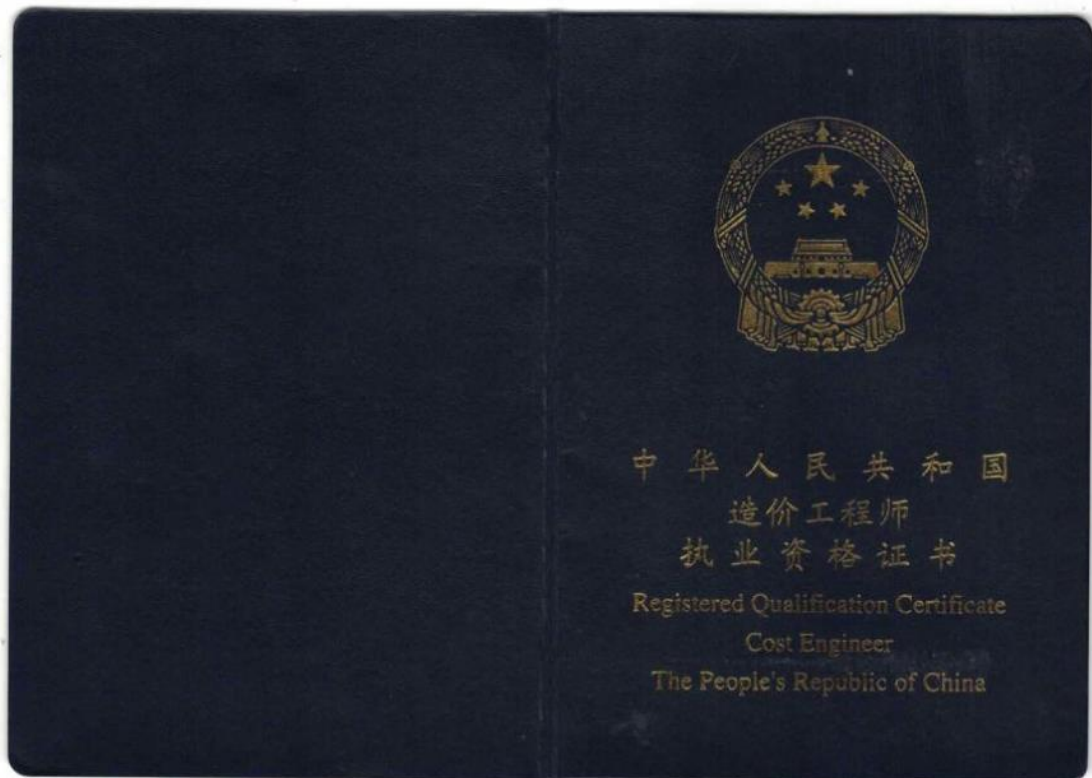 中华人民共和国
造价工程师
执业资格证书
Registered Qualification Certificate
Cost Engineer
The People's Republic of China